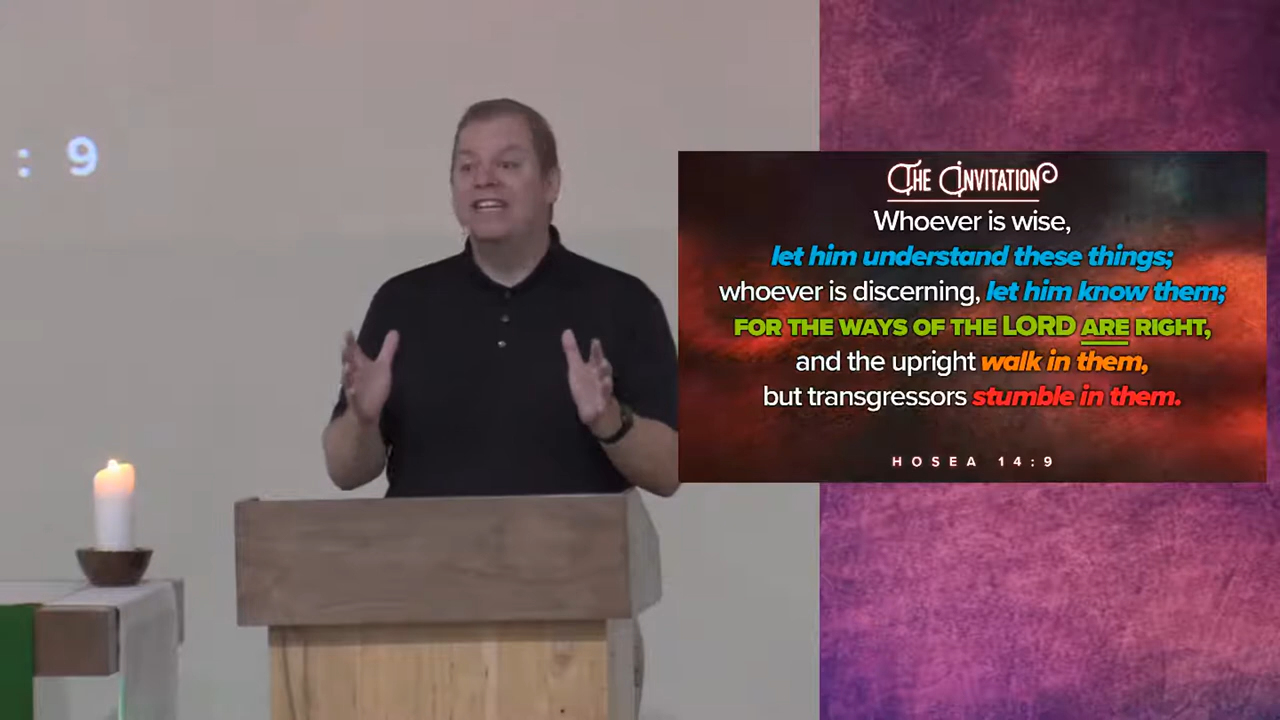 : 9
The Invitation
Whoever is wise,
let him understand these things;
whoever is discerning, let him know them;
FOR THE WAYS OF THE LORD ARE RIGHT,
and the upright walk in them,
but transgressors stumble in them.
HOSEA 14:9